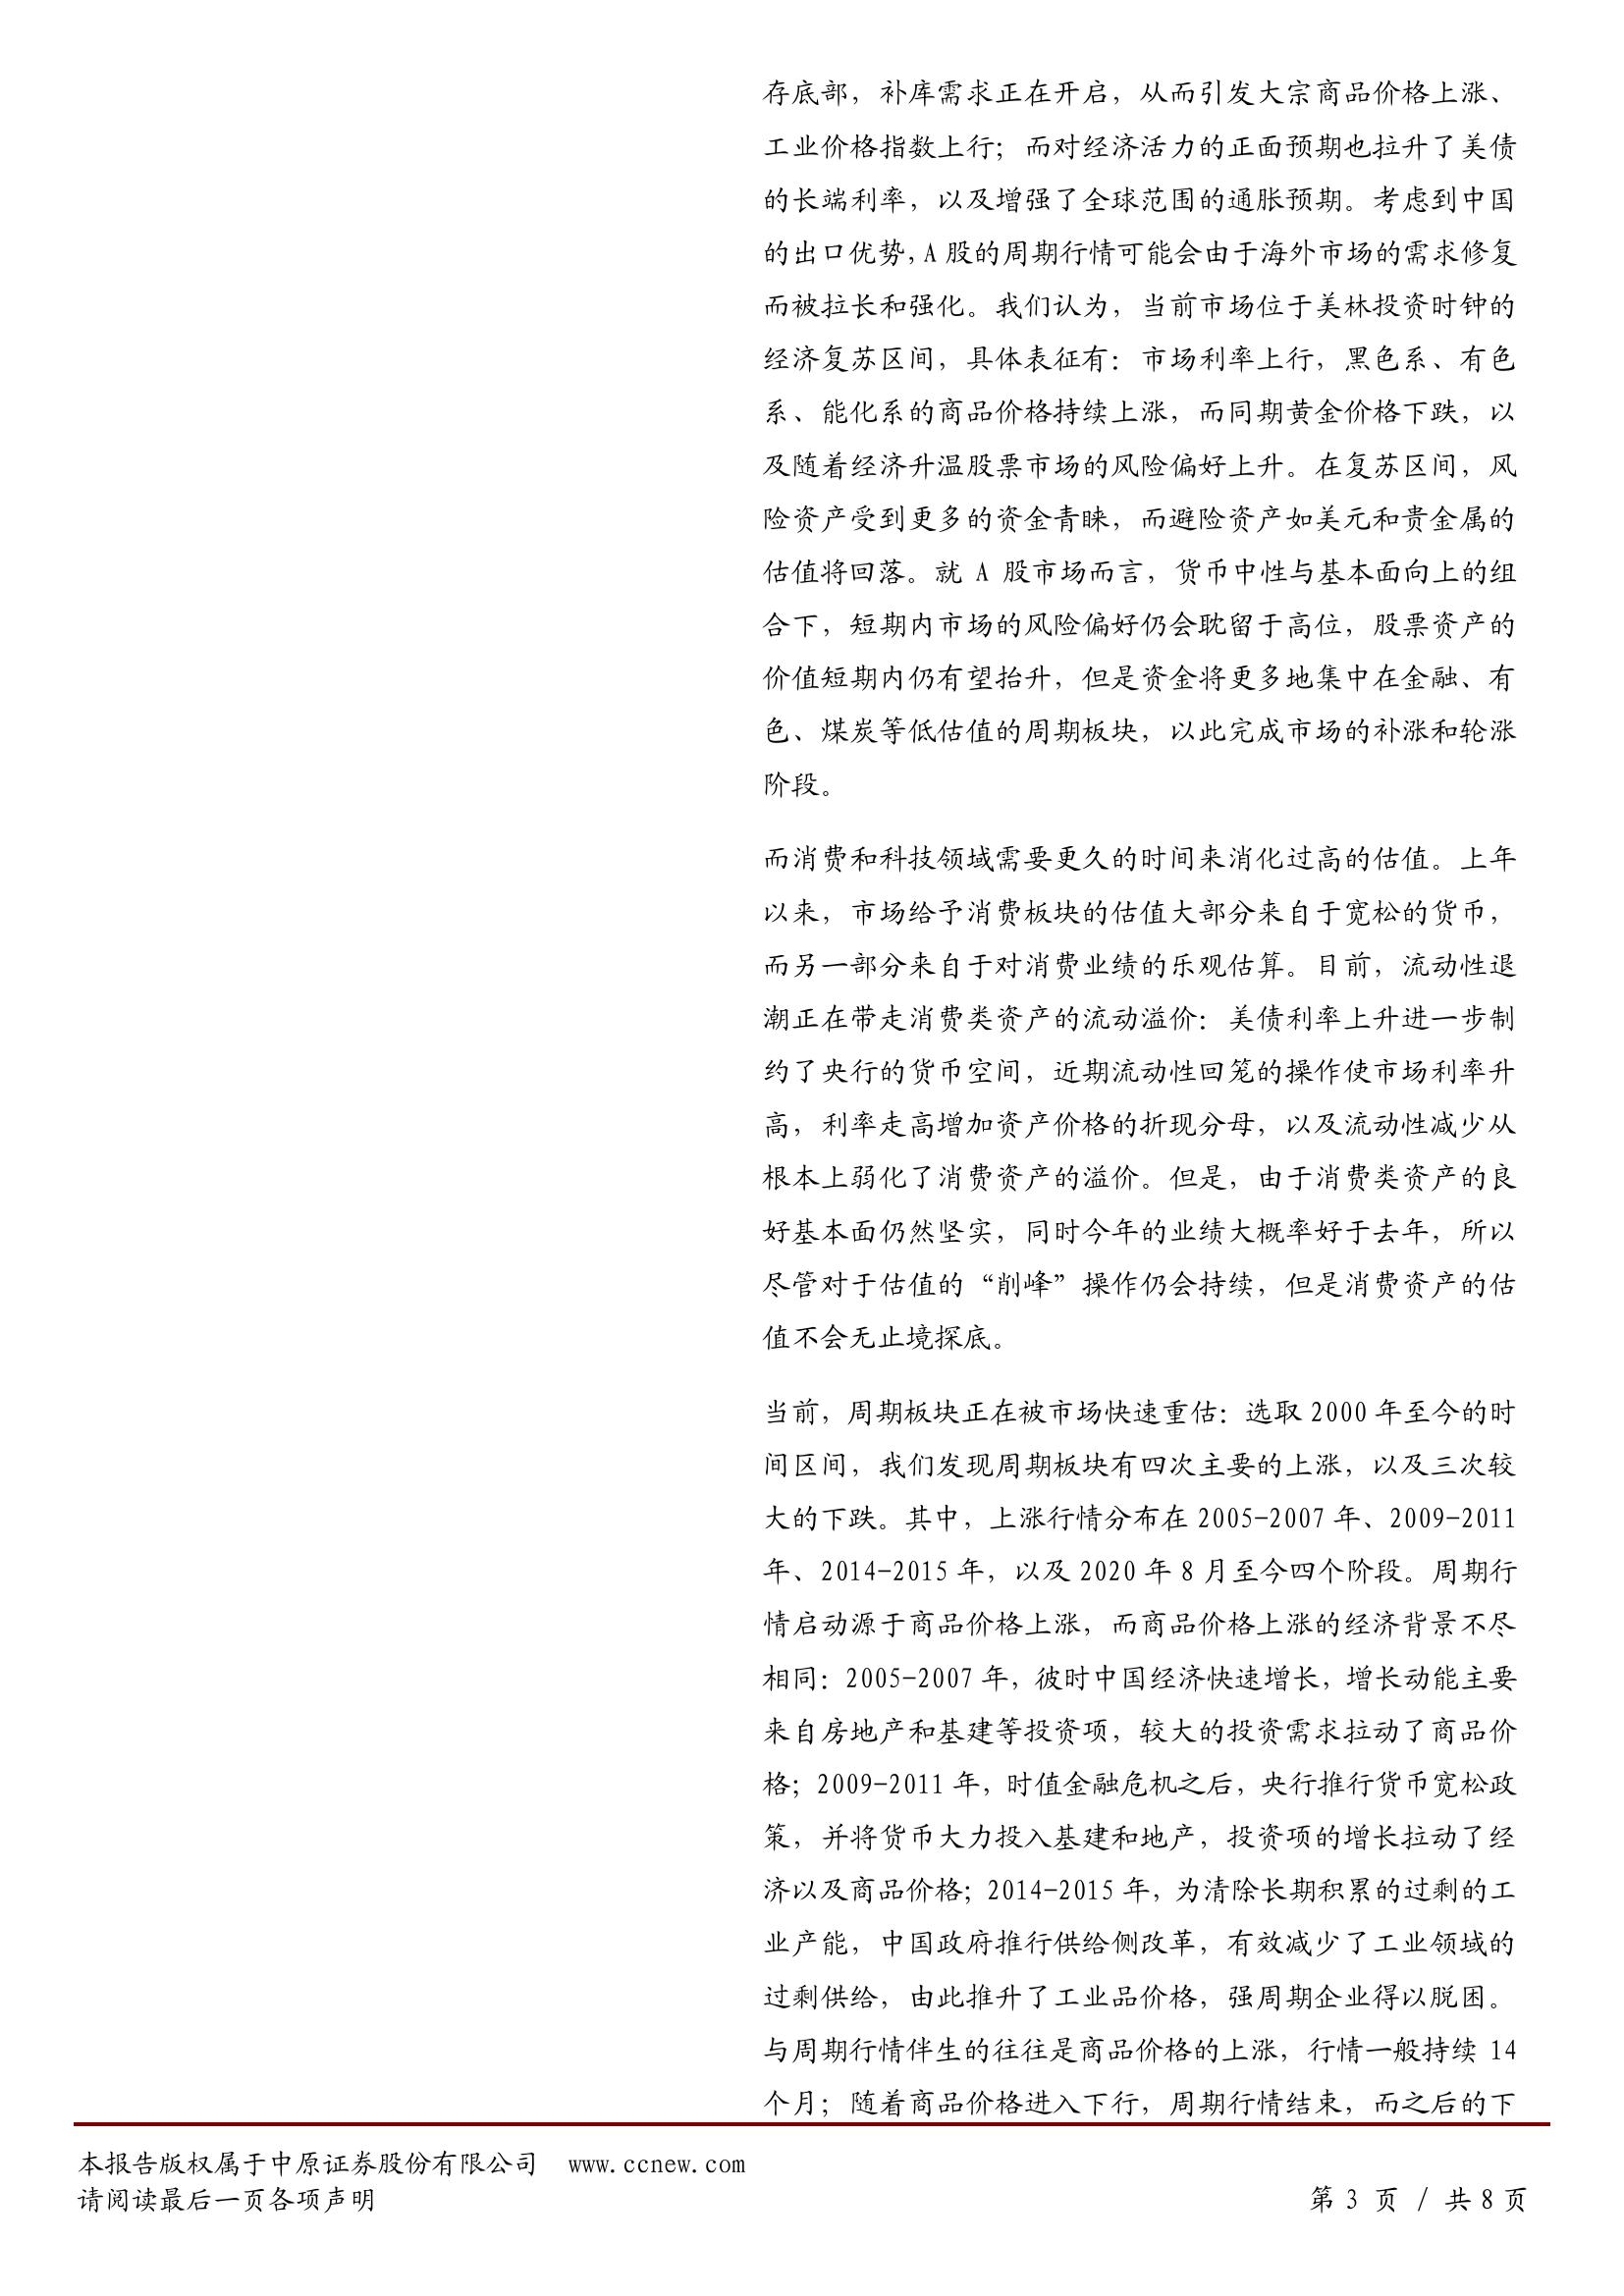 存底部，补库需求正在开启，从而引发大宗商品价格上涨、
工业价格指数上行；而对经济活力的正面预期也拉升了美债
的长端利率，以及增强了全球范围的通胀预期。考虑到中国
的出口优势，A 股的周期行情可能会由于海外市场的需求修复
而被拉长和强化。我们认为，当前市场位于美林投资时钟的
经济复苏区间，具体表征有：市场利率上行，黑色系、有色
系、能化系的商品价格持续上涨，而同期黄金价格下跌，以
及随着经济升温股票市场的风险偏好上升。在复苏区间，风
险资产受到更多的资金青睐，而避险资产如美元和贵金属的
估值将回落。就 A 股市场而言，货币中性与基本面向上的组
合下，短期内市场的风险偏好仍会耽留于高位，股票资产的
价值短期内仍有望抬升，但是资金将更多地集中在金融、有
色、煤炭等低估值的周期板块，以此完成市场的补涨和轮涨
阶段。
而消费和科技领域需要更久的时间来消化过高的估值。上年
以来，市场给予消费板块的估值大部分来自于宽松的货币，
而另一部分来自于对消费业绩的乐观估算。目前，流动性退
潮正在带走消费类资产的流动溢价：美债利率上升进一步制
约了央行的货币空间，近期流动性回笼的操作使市场利率升
高，利率走高增加资产价格的折现分母，以及流动性减少从
根本上弱化了消费资产的溢价。但是，由于消费类资产的良
好基本面仍然坚实，同时今年的业绩大概率好于去年，所以
尽管对于估值的“削峰”操作仍会持续，但是消费资产的估
值不会无止境探底。
当前，周期板块正在被市场快速重估：选取 2000 年至今的时
间区间，我们发现周期板块有四次主要的上涨，以及三次较
大的下跌。其中，上涨行情分布在 2005-2007 年、2009-2011
年、2014-2015 年，以及 2020 年 8 月至今四个阶段。周期行
情启动源于商品价格上涨，而商品价格上涨的经济背景不尽
相同：2005-2007 年，彼时中国经济快速增长，增长动能主要
来自房地产和基建等投资项，较大的投资需求拉动了商品价
格；2009-2011 年，时值金融危机之后，央行推行货币宽松政
策，并将货币大力投入基建和地产，投资项的增长拉动了经
济以及商品价格；2014-2015 年，为清除长期积累的过剩的工
业产能，中国政府推行供给侧改革，有效减少了工业领域的
过剩供给，由此推升了工业品价格，强周期企业得以脱困。
与周期行情伴生的往往是商品价格的上涨，行情一般持续 14
个月；随着商品价格进入下行，周期行情结束，而之后的下
本报告版权属于中原证券股份有限公司 www.ccnew.com
请阅读最后一页各项声明 第 3 页 / 共 8 页